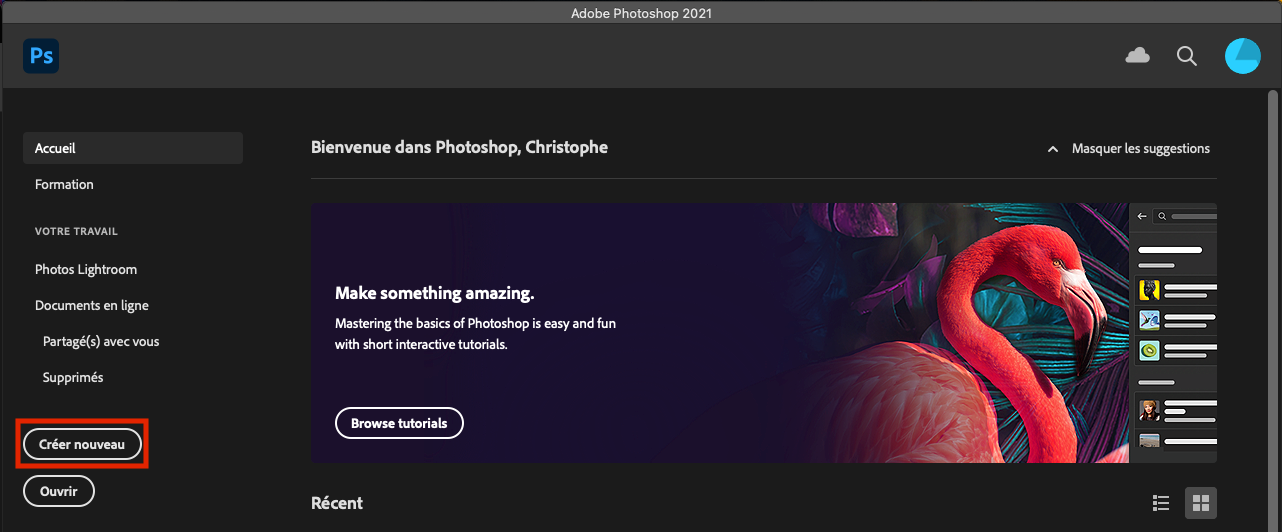 Adobe Photoshop 2021
Ps
Accueil
Formation
VOTRE TRAVAIL
Photos Lightroom
Documents en ligne
Partagé(s) avec vous
Supprimés
Créer nouveau
Ouvrir
Bienvenue dans Photoshop, Christophe
Masquer les suggestions
Make something amazing.
Mastering the basics of Photoshop is easy and fun
with short interactive tutorials.
Browse tutorials
Récent